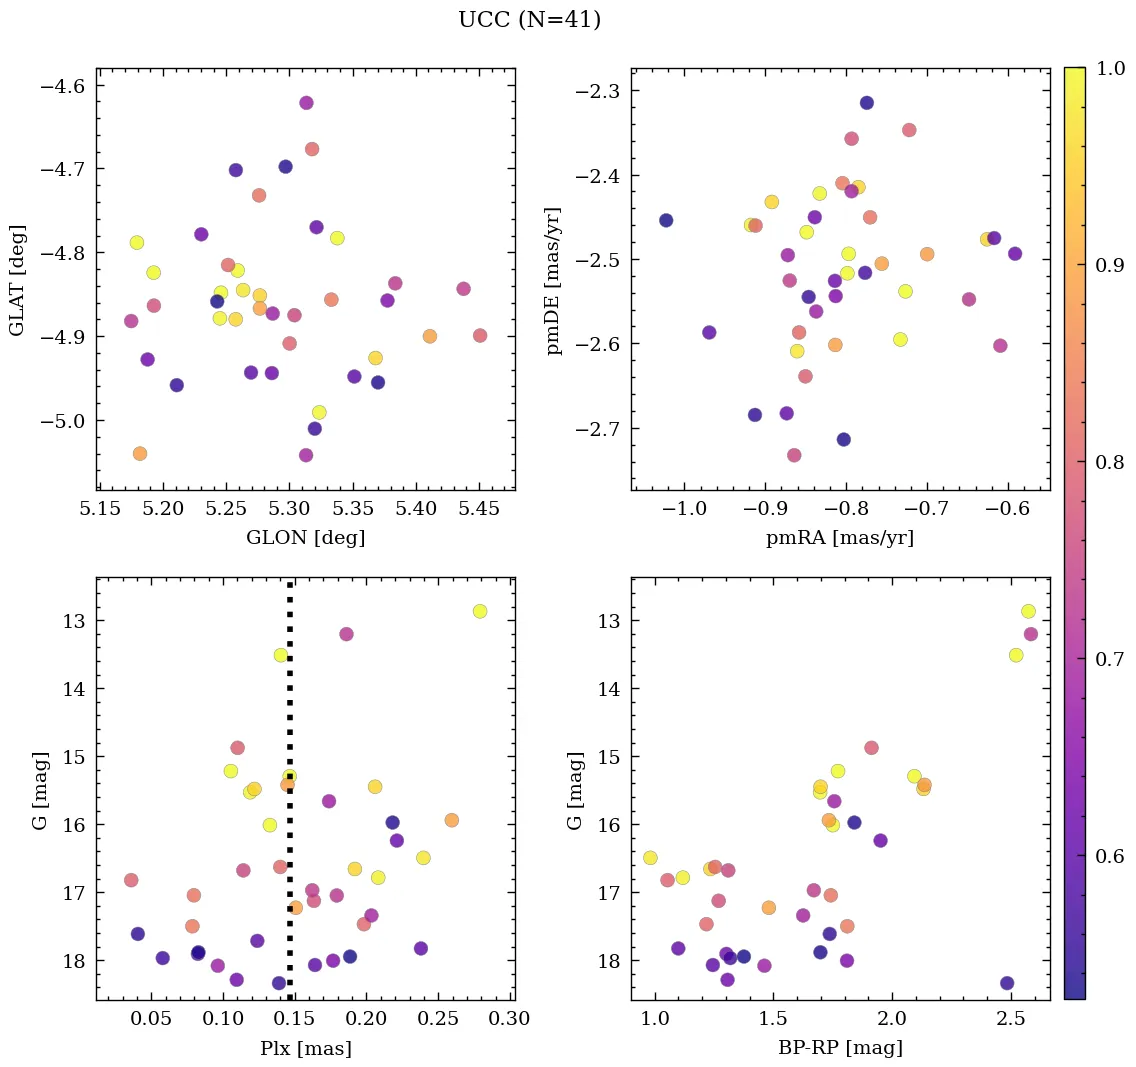 UCC (N=41)
−4.6
−4.7
−4.8
−4.9
−5.0
GLAT [deg]
5.15 5.20 5.25 5.30 5.35 5.40 5.45
GLON [deg]
−2.3
−2.4
−2.5
−2.6
−2.7
pmDE [mas/yr]
−1.0 −0.9 −0.8 −0.7 −0.6
pmRA [mas/yr]
13
14
15
16
17
18
G [mag]
0.05 0.10 0.15 0.20 0.25 0.30
Plx [mas]
13
14
15
16
17
18
G [mag]
1.0 1.5 2.0 2.5
BP-RP [mag]
1.0
0.9
0.8
0.7
0.6